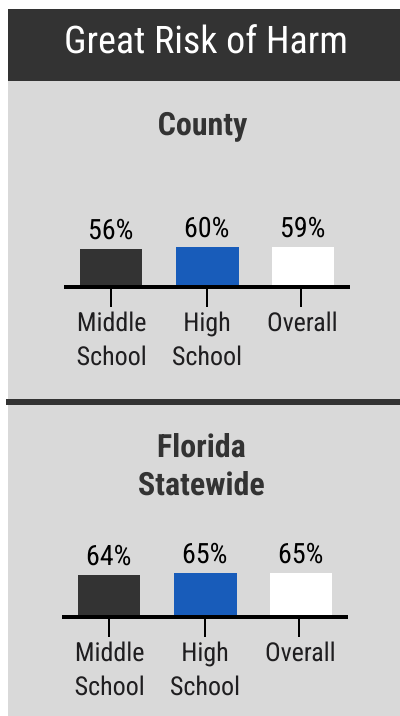 Great Risk of Harm
County
56% 60% 59%
Middle School High School Overall
Florida
Statewide
64% 65% 65%
Middle School High School Overall